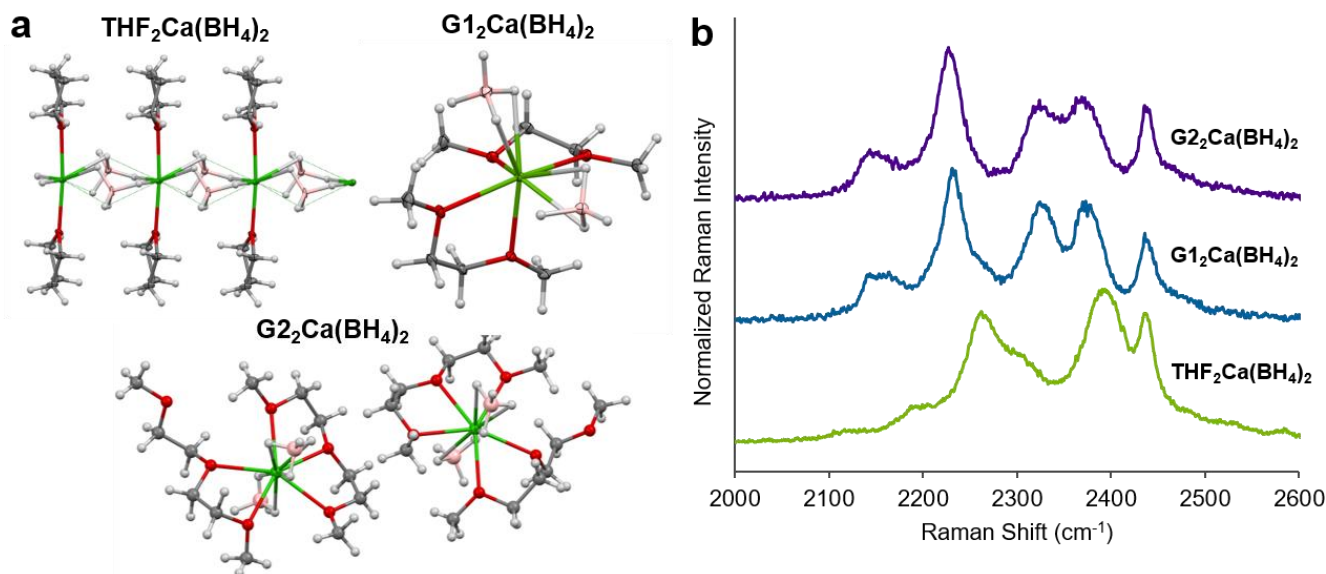 a
THF₂Ca(BH₄)₂
G1₂Ca(BH₄)₂
G2₂Ca(BH₄)₂
b
Normalized Raman Intensity
G2₂Ca(BH₄)₂
G1₂Ca(BH₄)₂
THF₂Ca(BH₄)₂
2000 2100 2200 2300 2400 2500 2600
Raman Shift (cm⁻¹)